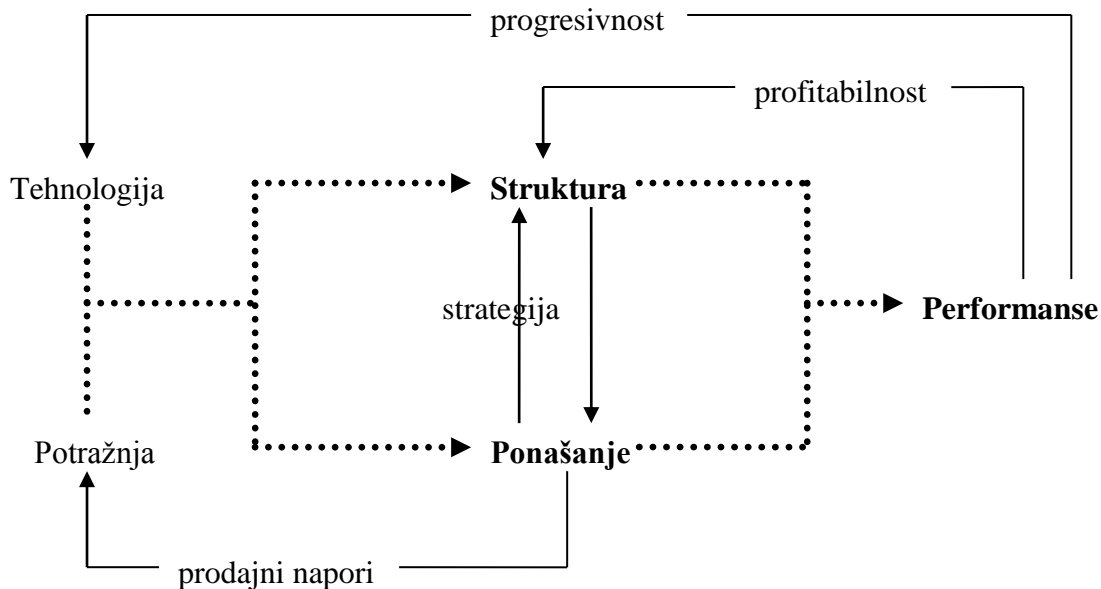 progresivnost
profitabilnost
Tehnologija
Struktura
strategija
Performanse
Potražnja
Ponašanje
prodajni napori